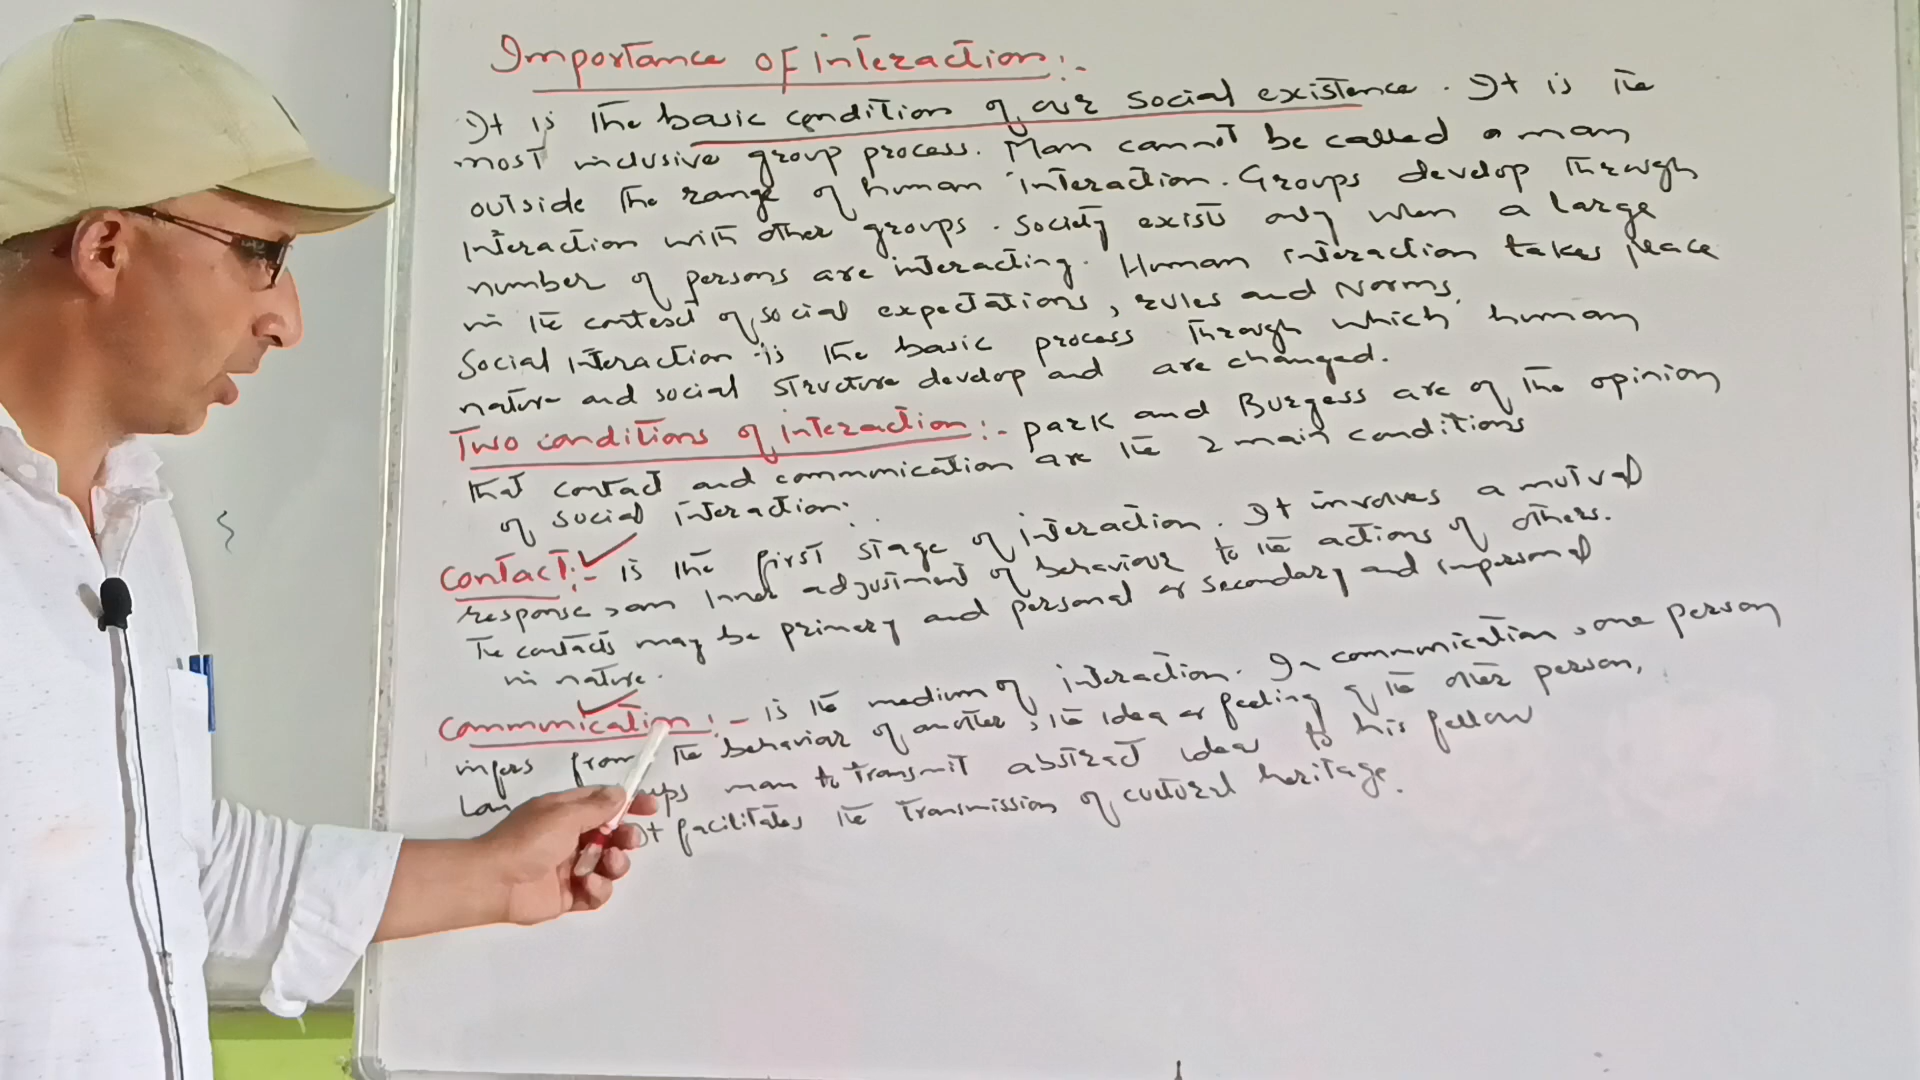 Importance of interaction:-
It is the basic condition of our social existence. It is the
most inclusive group process. Man cannot be called a man
outside the range of human interaction. Groups develop through
interaction with other groups. Society exists only when a large
number of persons are interacting. Human interaction takes place
in the context of social expectations, rules and Norms.
Social interaction is the basic process through which human
nature and social structure develop and are changed.
Two conditions of interaction:- Park and Burgess are of the opinion
that contact and communication are the 2 main conditions
of social interaction:
Contact:- is the first stage of interaction. It involves a mutual
response, an inner adjustment of behaviour to the actions of others.
The contacts may be primary and personal or secondary and impersonal
in nature.
Communication:- is the medium of interaction. In communication, one person
infers from the behavior of another, the idea or feeling of the other person,
man to transmit abstract ideas to his fellow
It facilitates the transmission of cultural heritage.